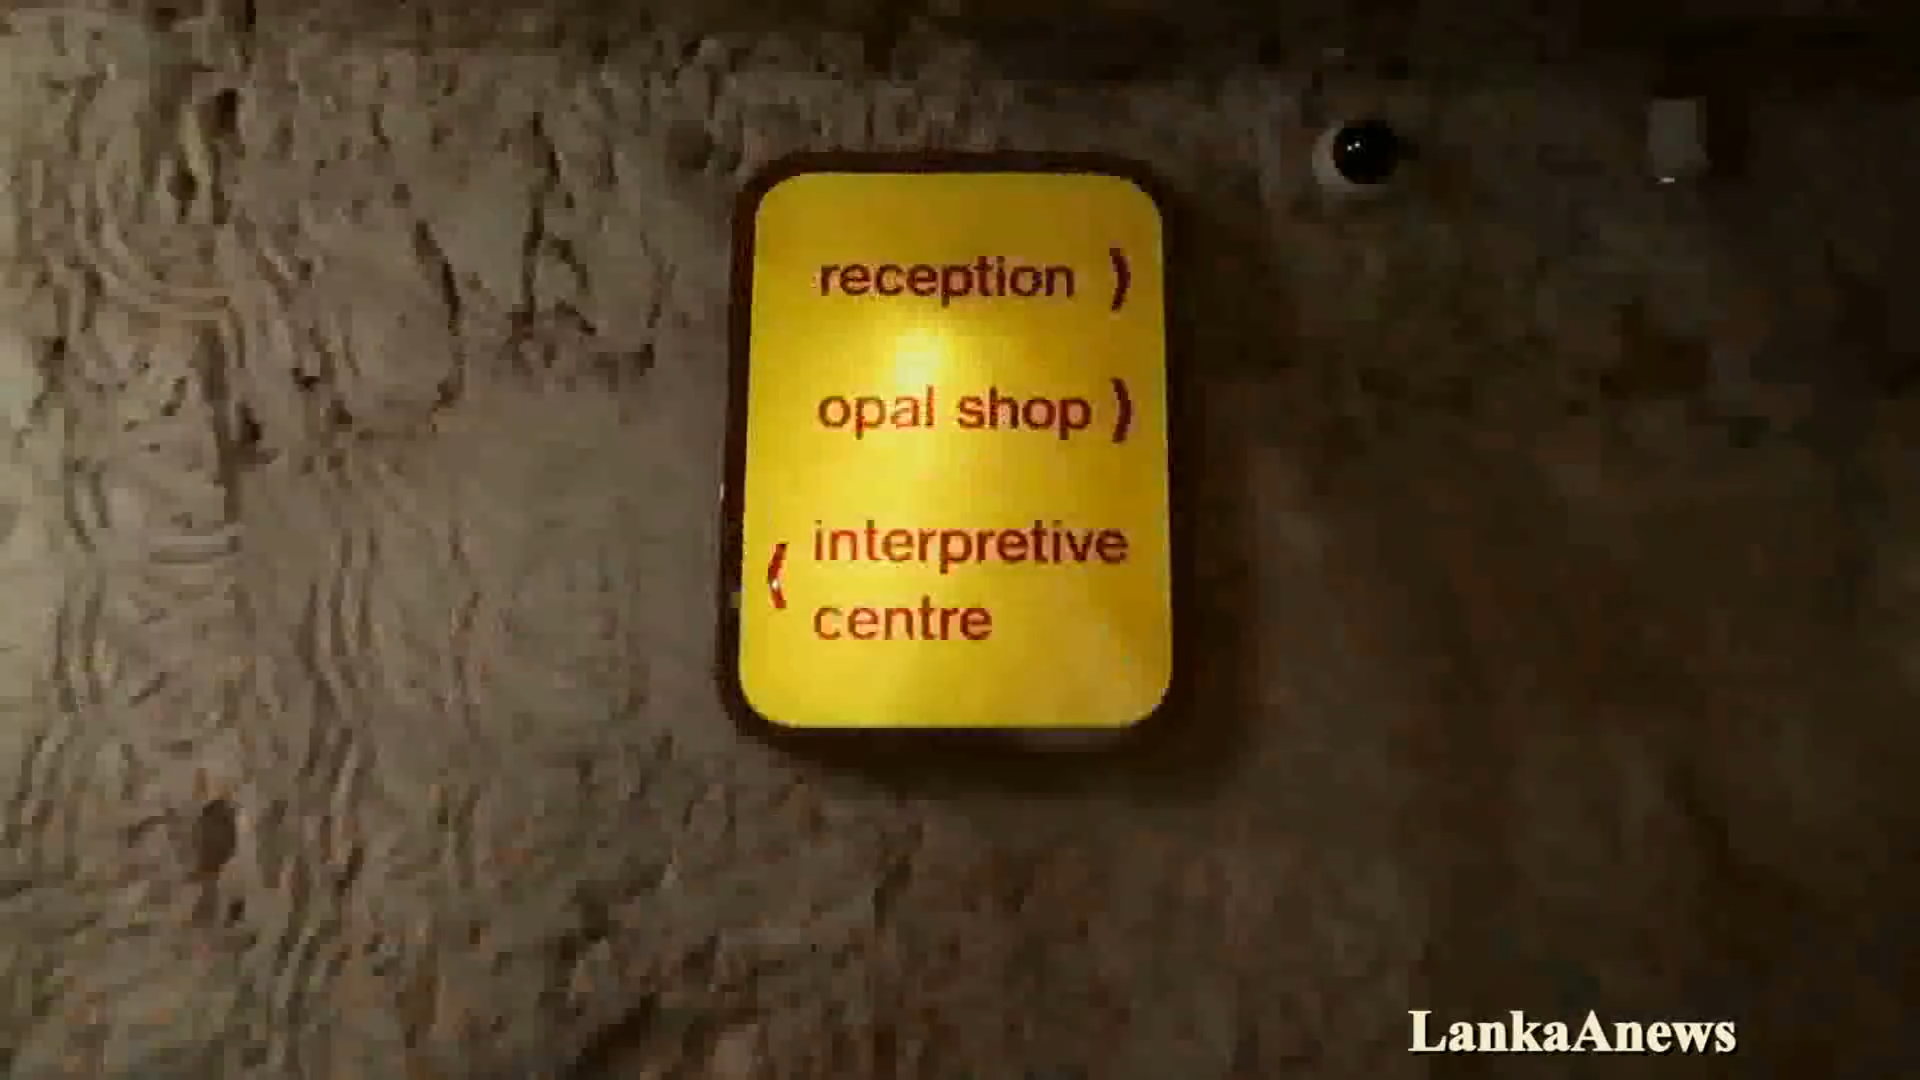 reception )
opal shop )
( interpretive
centre
LankaAnews